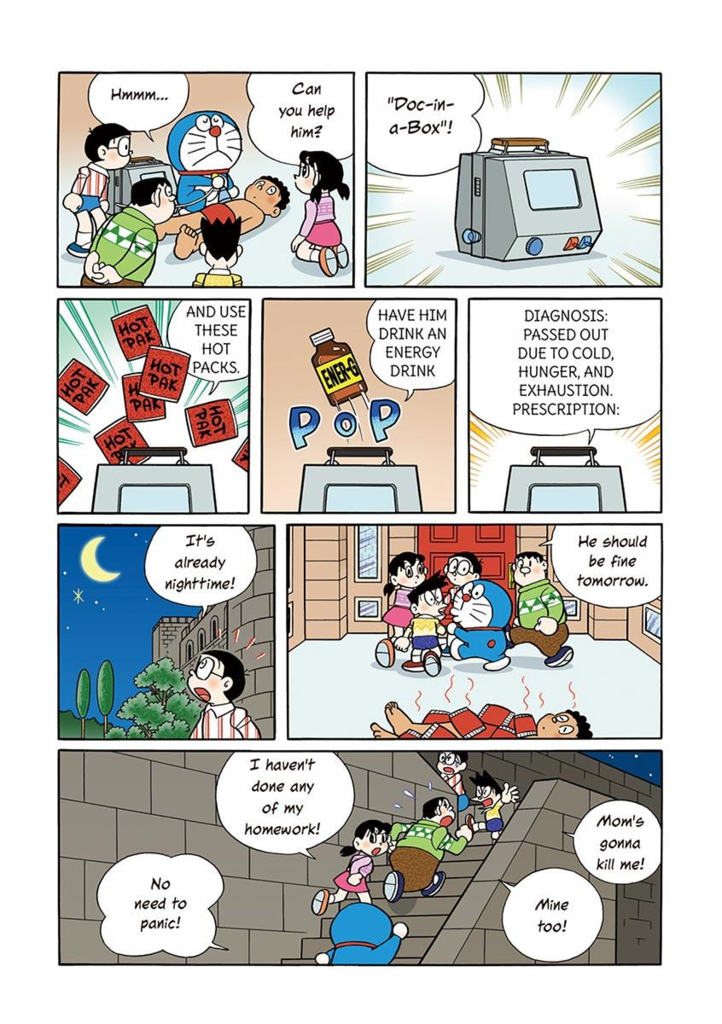 "Doc-in-
a-Box"!
Can
you help
him?
Hmmm...
DIAGNOSIS:
PASSED OUT
DUE TO COLD,
HUNGER, AND
EXHAUSTION.
PRESCRIPTION:
HAVE HIM
DRINK AN
ENERGY
DRINK
ENER-G
POP
AND USE
THESE
HOT
PACKS.
HOT
PAK
HOT
PAK
HOT
PAK
PAK
HOT
PAK
HOT
He should
be fine
tomorrow.
It's
already
nighttime!
Mom's
gonna
kill me!
Mine
too!
I haven't
done any
of my
homework!
No
need to
panic!